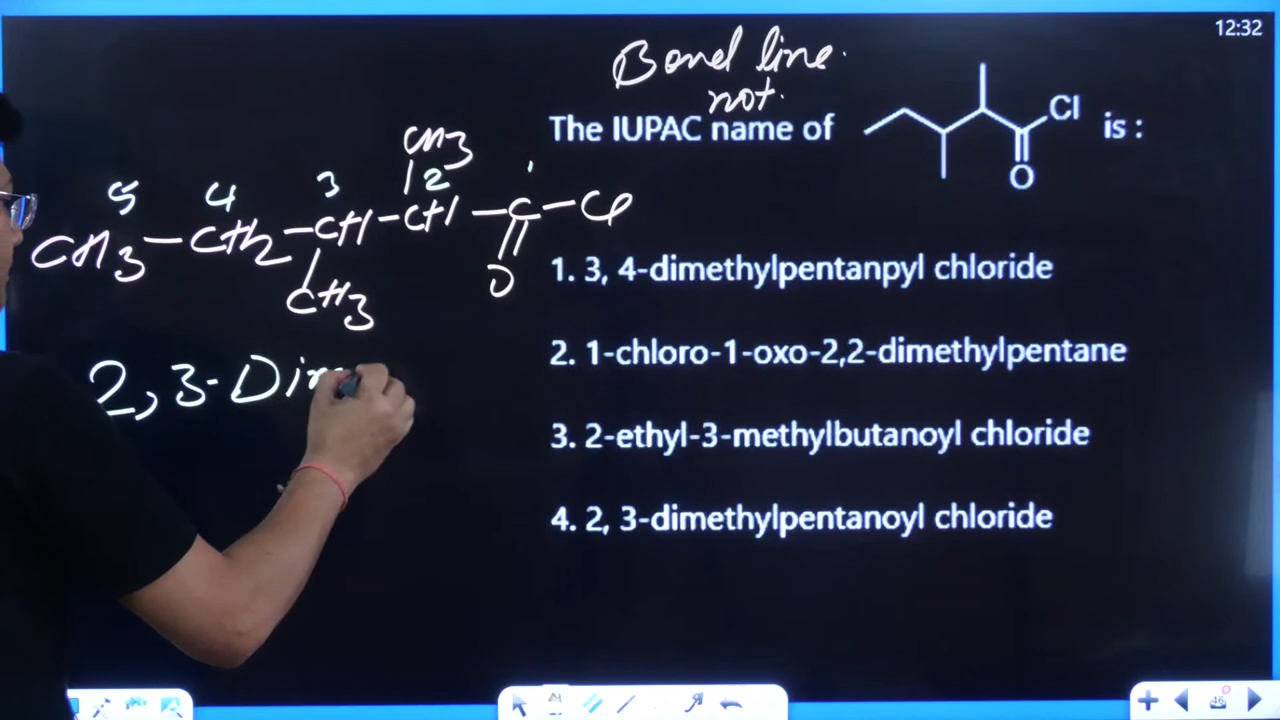 12:32
Bond line
not.
The IUPAC name of Cl O is :
CH3
5 4 3 2 1
CH3-CH2-CH-CH-C-Cl
CH3 O
2,3-Dim
1. 3, 4-dimethylpentanpyl chloride
2. 1-chloro-1-oxo-2,2-dimethylpentane
3. 2-ethyl-3-methylbutanoyl chloride
4. 2, 3-dimethylpentanoyl chloride
46